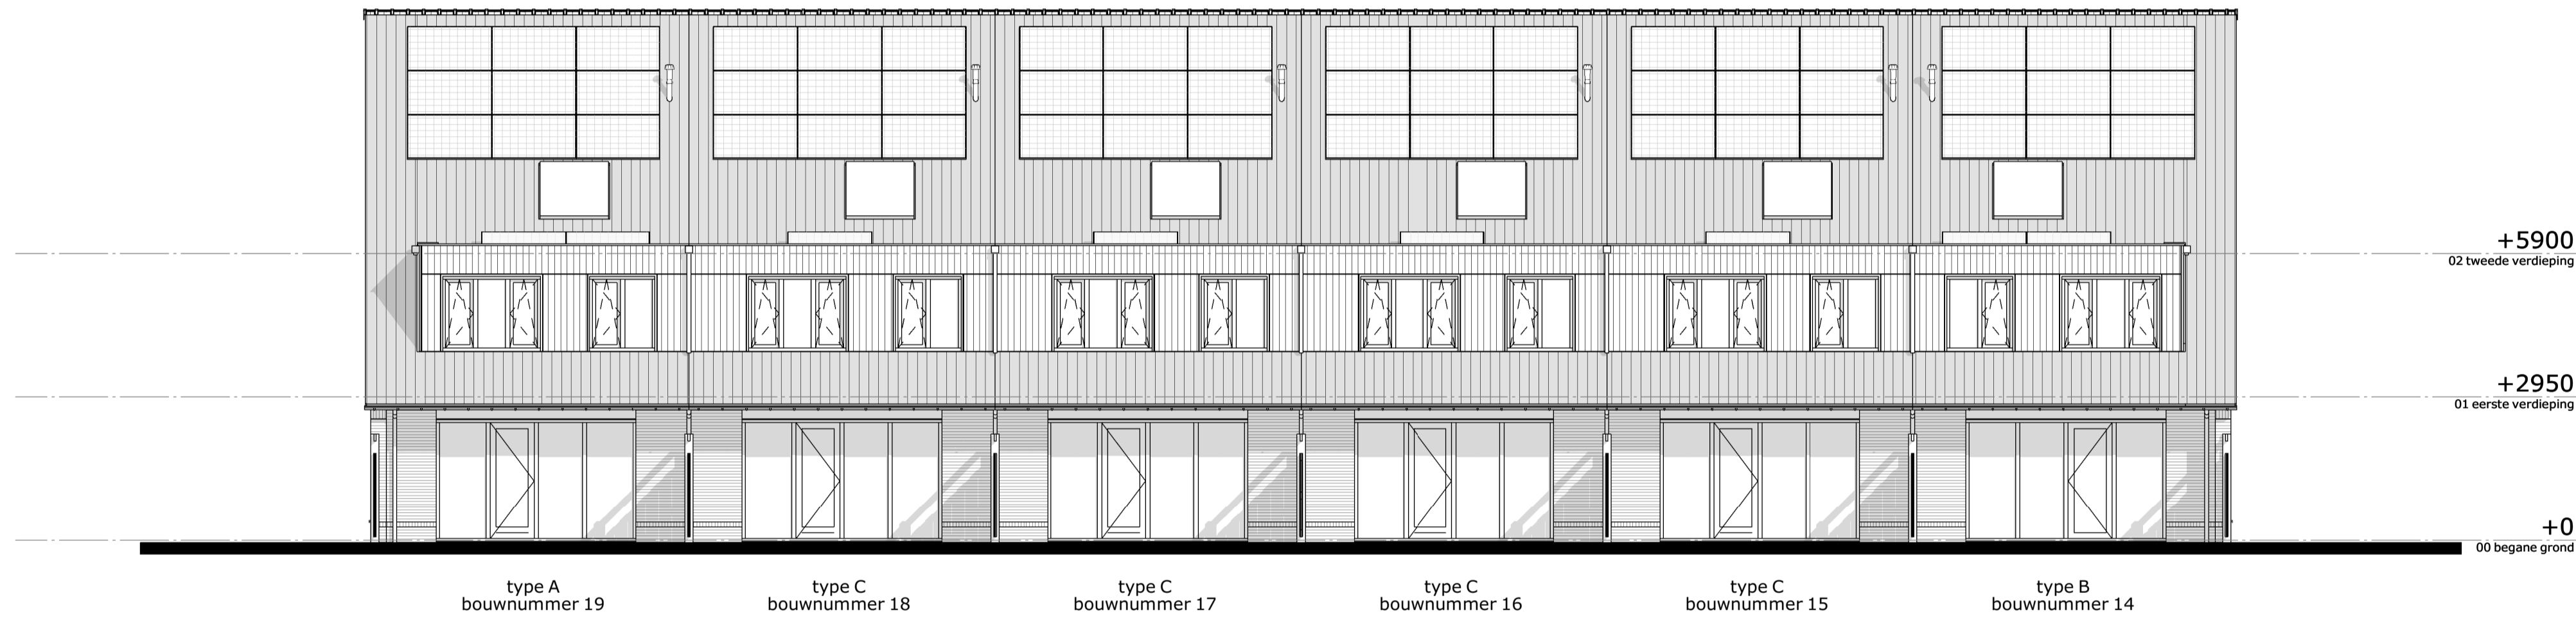 +5900
02 tweede verdieping
+2950
01 eerste verdieping
+0
00 begane grond
type A
bouwnummer 19
type C
bouwnummer 18
type C
bouwnummer 17
type C
bouwnummer 16
type C
bouwnummer 15
type B
bouwnummer 14